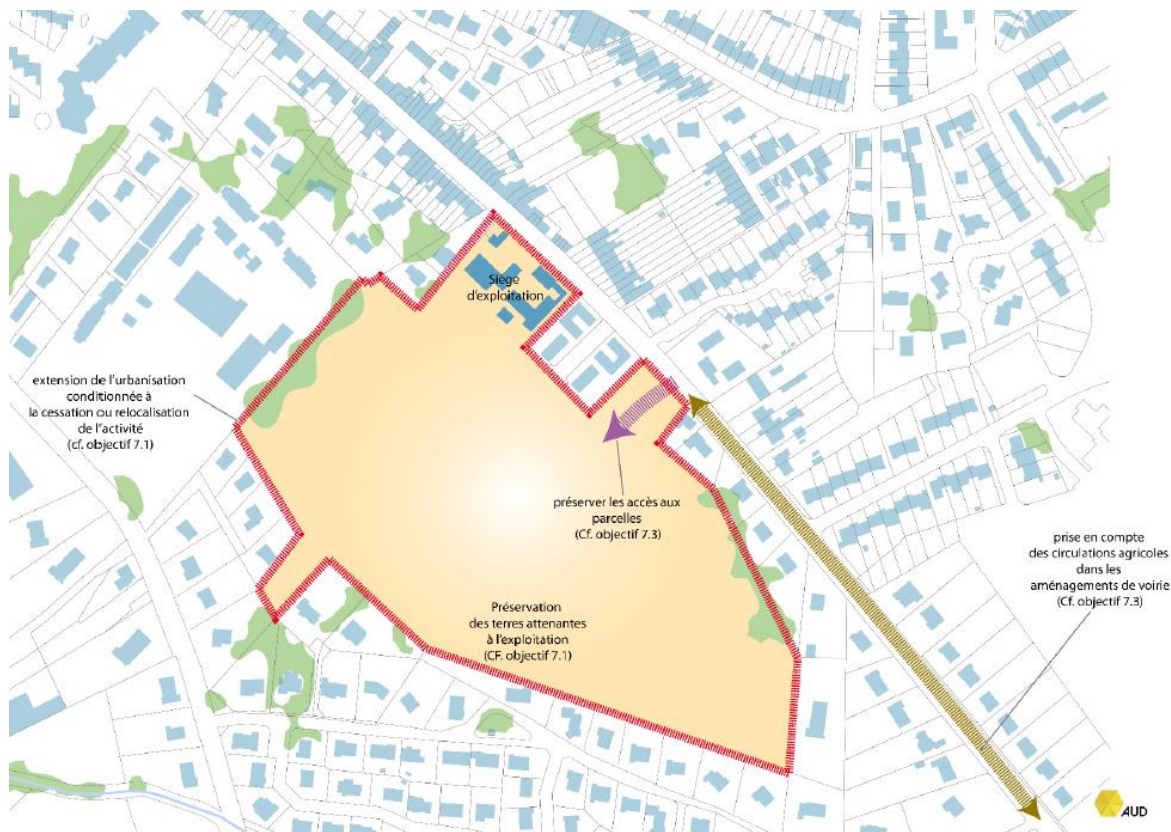 Siège
d'exploitation
extension de l'urbanisation
conditionnée à
la cessation ou relocalisation
de l'activité
(cf. objectif 7.1)
préserver les accès aux
parcelles
(Cf. objectif 7.3)
prise en compte
des circulations agricoles
dans les
aménagements de voirie
(Cf. objectif 7.3)
Préservation
des terres attenantes
à l'exploitation
(CF. objectif 7.1)
AUD